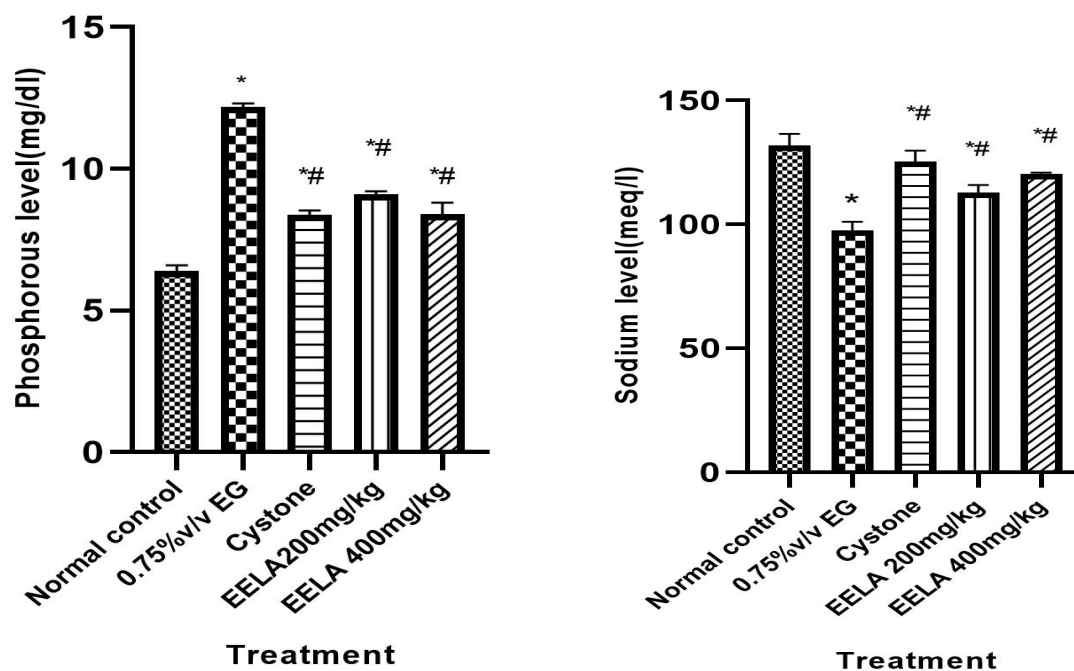 Phosphorous level(mg/dl)
15
10
5
0
*
*#
*#
*#
Normal control
0.75%v/v EG
Cystone
EELA200mg/kg
EELA 400mg/kg
Treatment
Sodium level(meq/l)
150
100
50
0
*
*#
*#
*#
Normal control
0.75%v/v EG
Cystone
EELA 200mg/kg
EELA 400mg/kg
Treatment